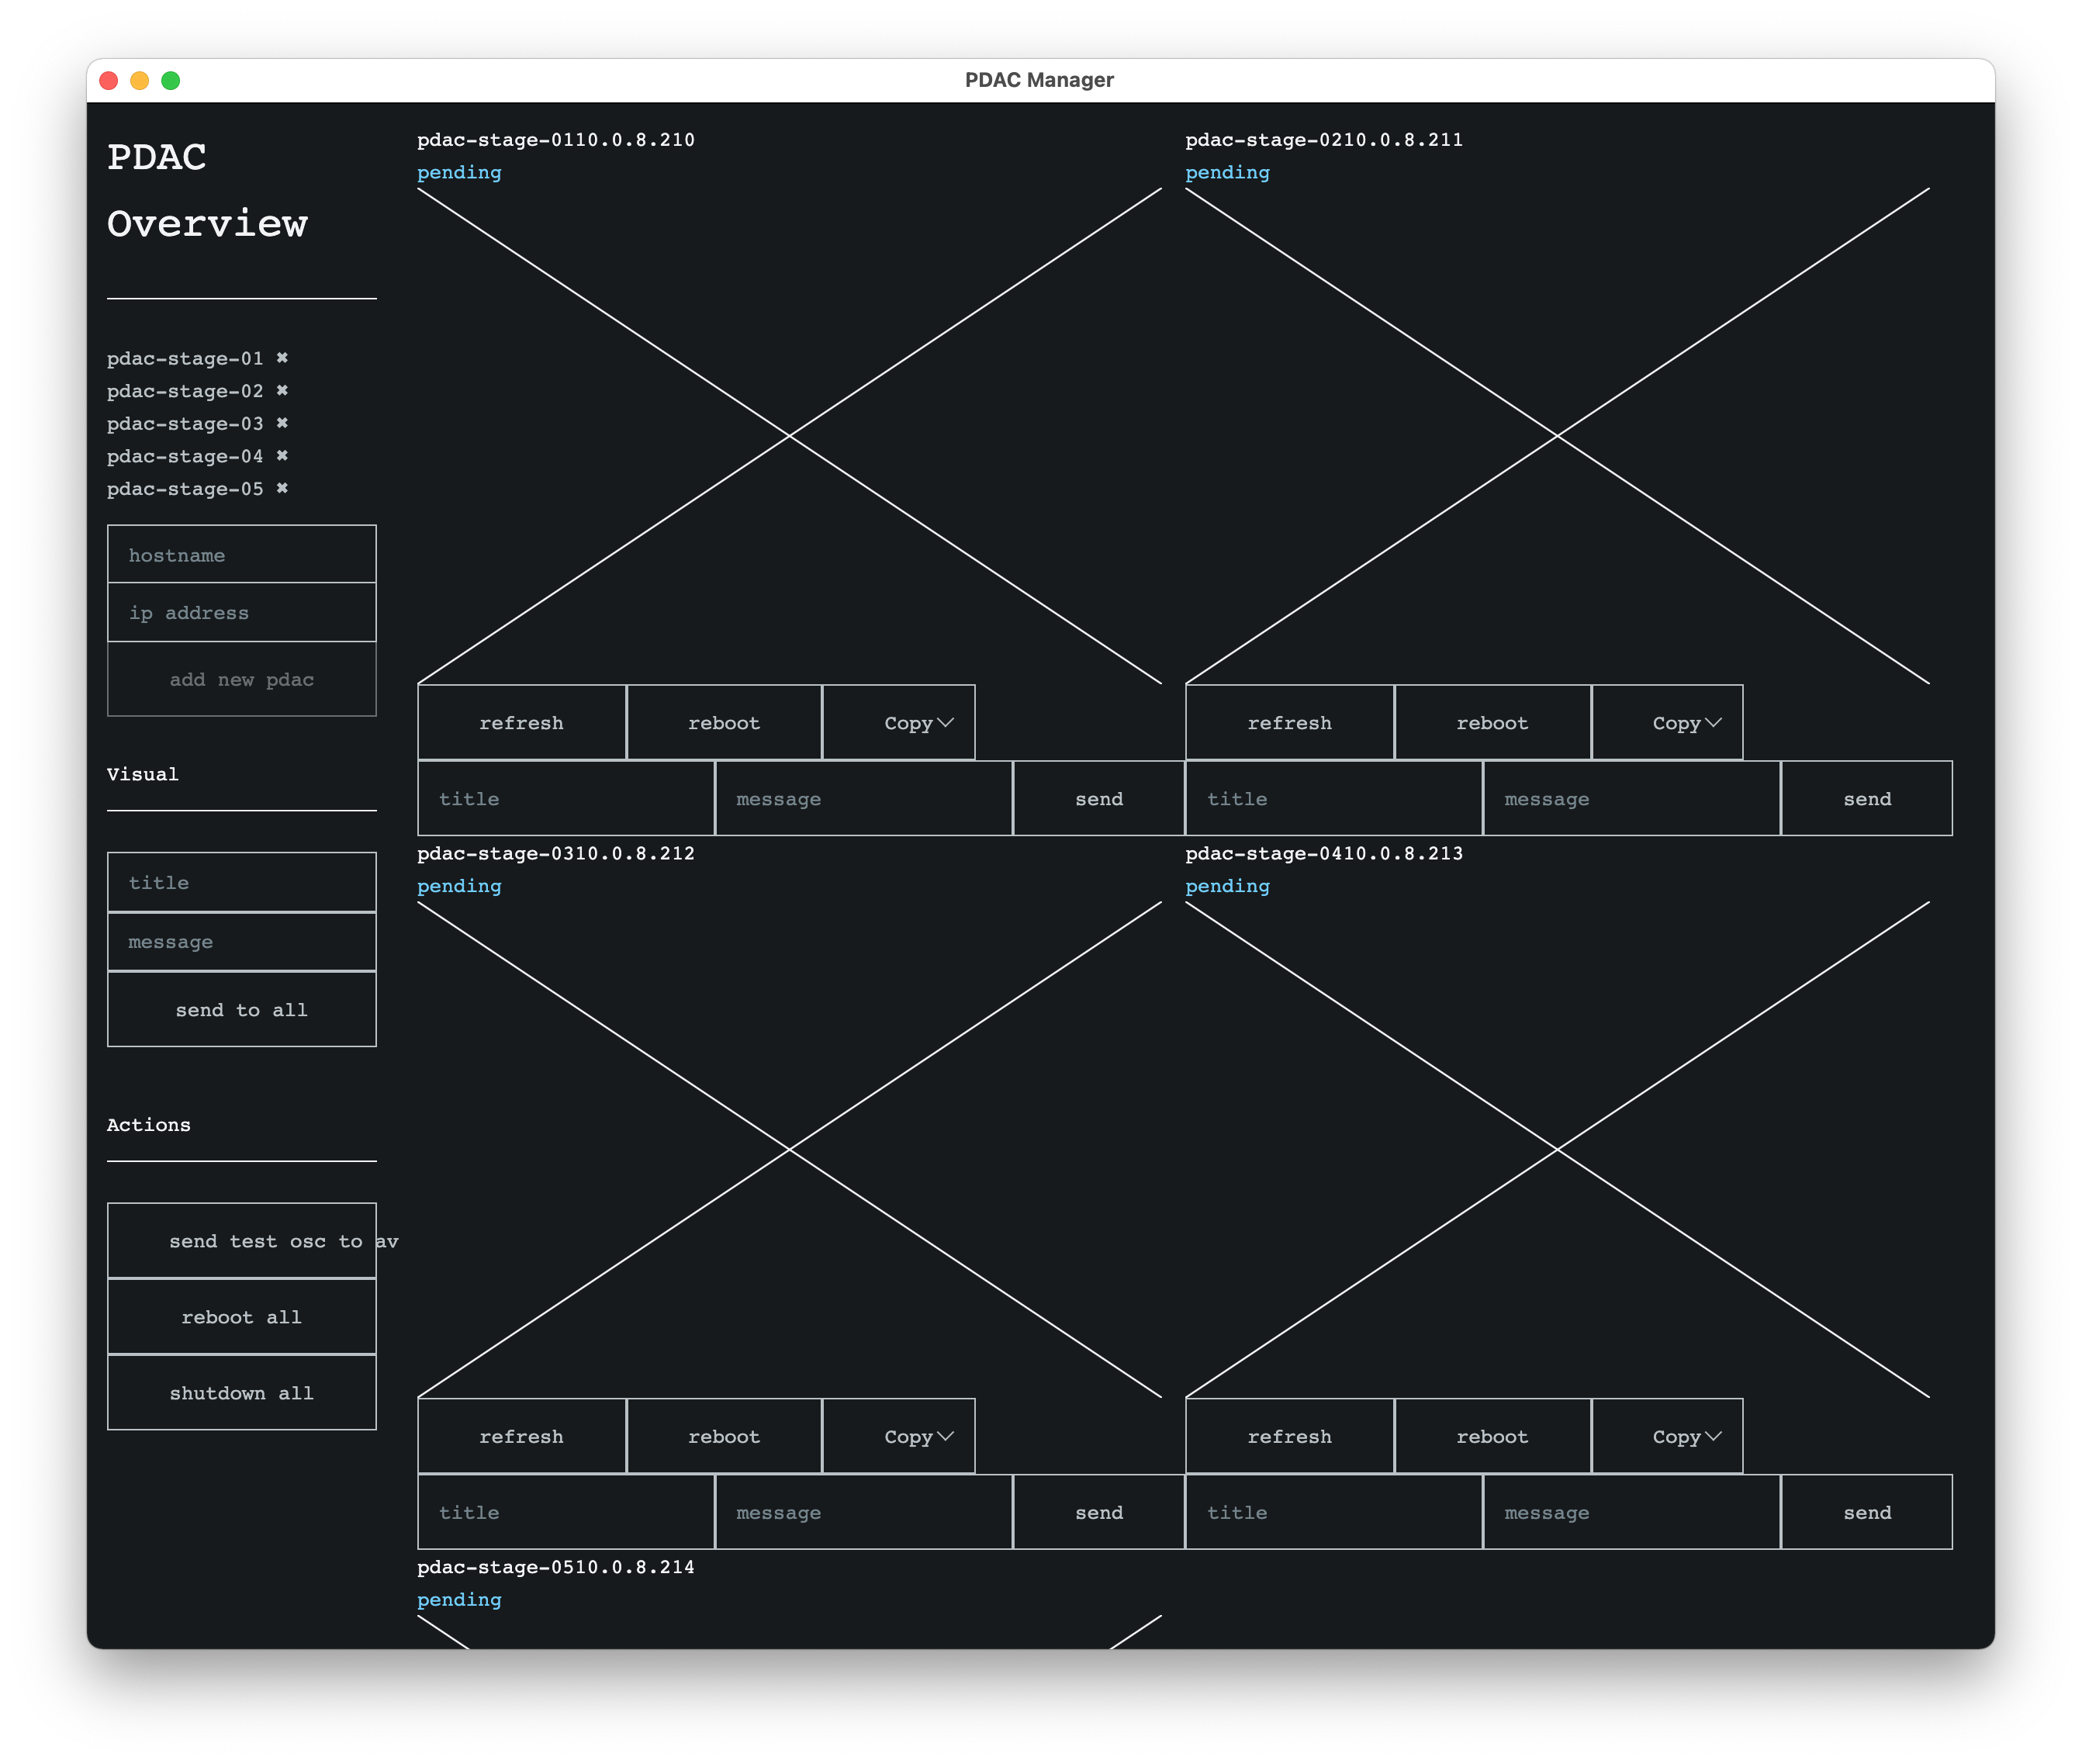 PDAC Manager
PDAC
Overview
pdac-stage-01 ✖
pdac-stage-02 ✖
pdac-stage-03 ✖
pdac-stage-04 ✖
pdac-stage-05 ✖
hostname
ip address
add new pdac
Visual
title
message
send to all
Actions
send test osc to av
reboot all
shutdown all
pdac-stage-0110.0.8.210
pending
refresh reboot Copy
title message send
pdac-stage-0210.0.8.211
pending
refresh reboot Copy
title message send
pdac-stage-0310.0.8.212
pending
refresh reboot Copy
title message send
pdac-stage-0410.0.8.213
pending
refresh reboot Copy
title message send
pdac-stage-0510.0.8.214
pending